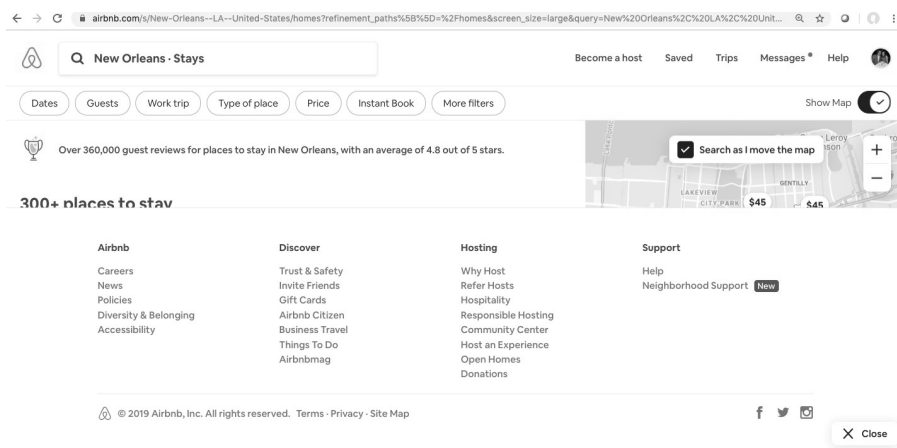 airbnb.com/s/New-Orleans--LA--United-States/homes?refinement_paths%5B%5D=%2Fhomes&screen_size=large&query=New%20Orleans%2C%20LA%2C%20Unit...
New Orleans · Stays
Become a host Saved Trips Messages Help
Dates Guests Work trip Type of place Price Instant Book More filters
Show Map
Over 360,000 guest reviews for places to stay in New Orleans, with an average of 4.8 out of 5 stars.
Search as I move the map
Leroy
300+ places to stay
LAKEVIEW
CITY PARK
GENTILLY
$45
$45
Airbnb Discover Hosting Support
Careers Trust & Safety Why Host Help
News Invite Friends Refer Hosts Neighborhood Support New
Policies Gift Cards Hospitality
Diversity & Belonging Airbnb Citizen Responsible Hosting
Accessibility Business Travel Community Center
Things To Do Host an Experience
Airbnbmag Open Homes
Donations
© 2019 Airbnb, Inc. All rights reserved. Terms · Privacy · Site Map
Close